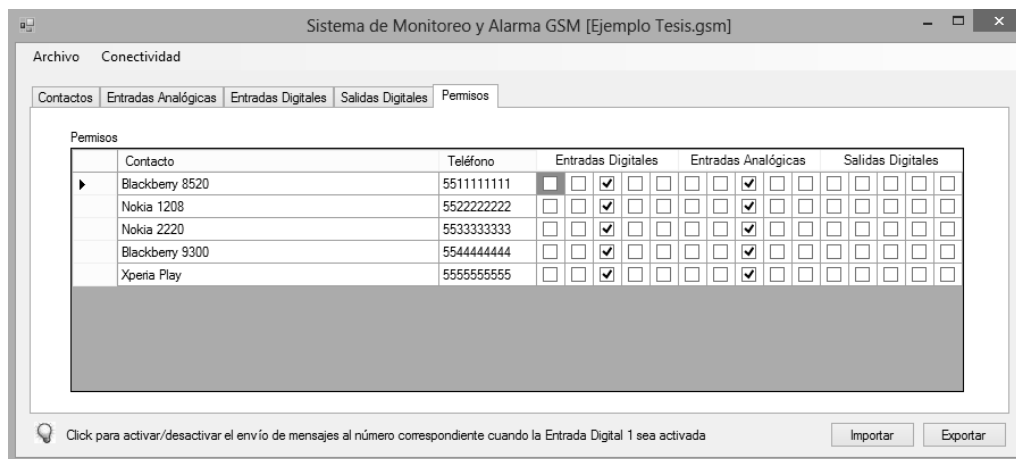 Sistema de Monitoreo y Alarma GSM [Ejemplo Tesis.gsm]
Archivo Conectividad
Contactos Entradas Analógicas Entradas Digitales Salidas Digitales Permisos
Permisos
Contacto Teléfono Entradas Digitales Entradas Analógicas Salidas Digitales
Blackberry 8520 5511111111
Nokia 1208 5522222222
Nokia 2220 5533333333
Blackberry 9300 5544444444
Xperia Play 5555555555
Click para activar/desactivar el envío de mensajes al número correspondiente cuando la Entrada Digital 1 sea activada Importar Exportar